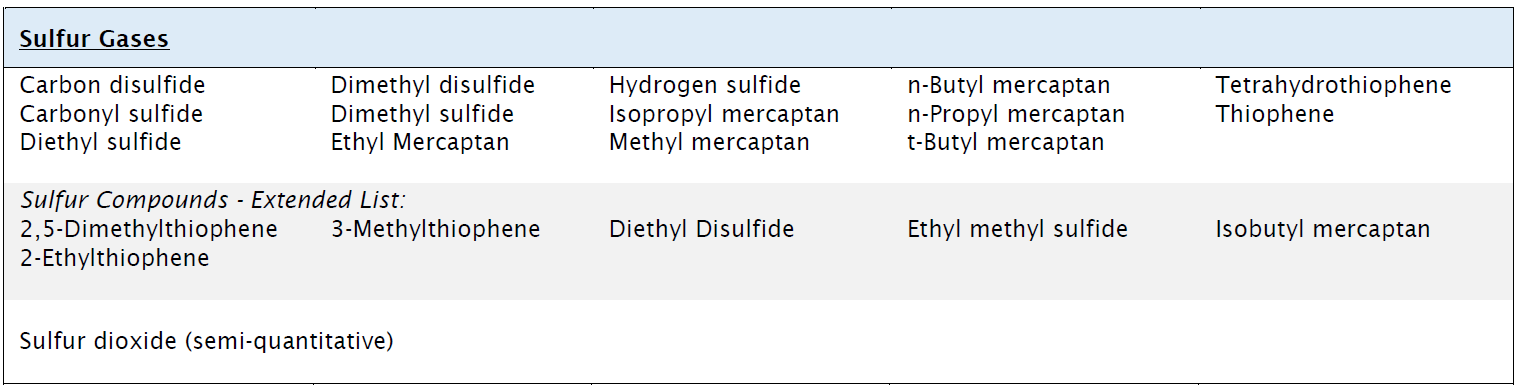 Sulfur Gases
Carbon disulfide Dimethyl disulfide Hydrogen sulfide n-Butyl mercaptan Tetrahydrothiophene
Carbonyl sulfide Dimethyl sulfide Isopropyl mercaptan n-Propyl mercaptan Thiophene
Diethyl sulfide Ethyl Mercaptan Methyl mercaptan t-Butyl mercaptan
Sulfur Compounds - Extended List:
2,5-Dimethylthiophene 3-Methylthiophene Diethyl Disulfide Ethyl methyl sulfide Isobutyl mercaptan
2-Ethylthiophene
Sulfur dioxide (semi-quantitative)